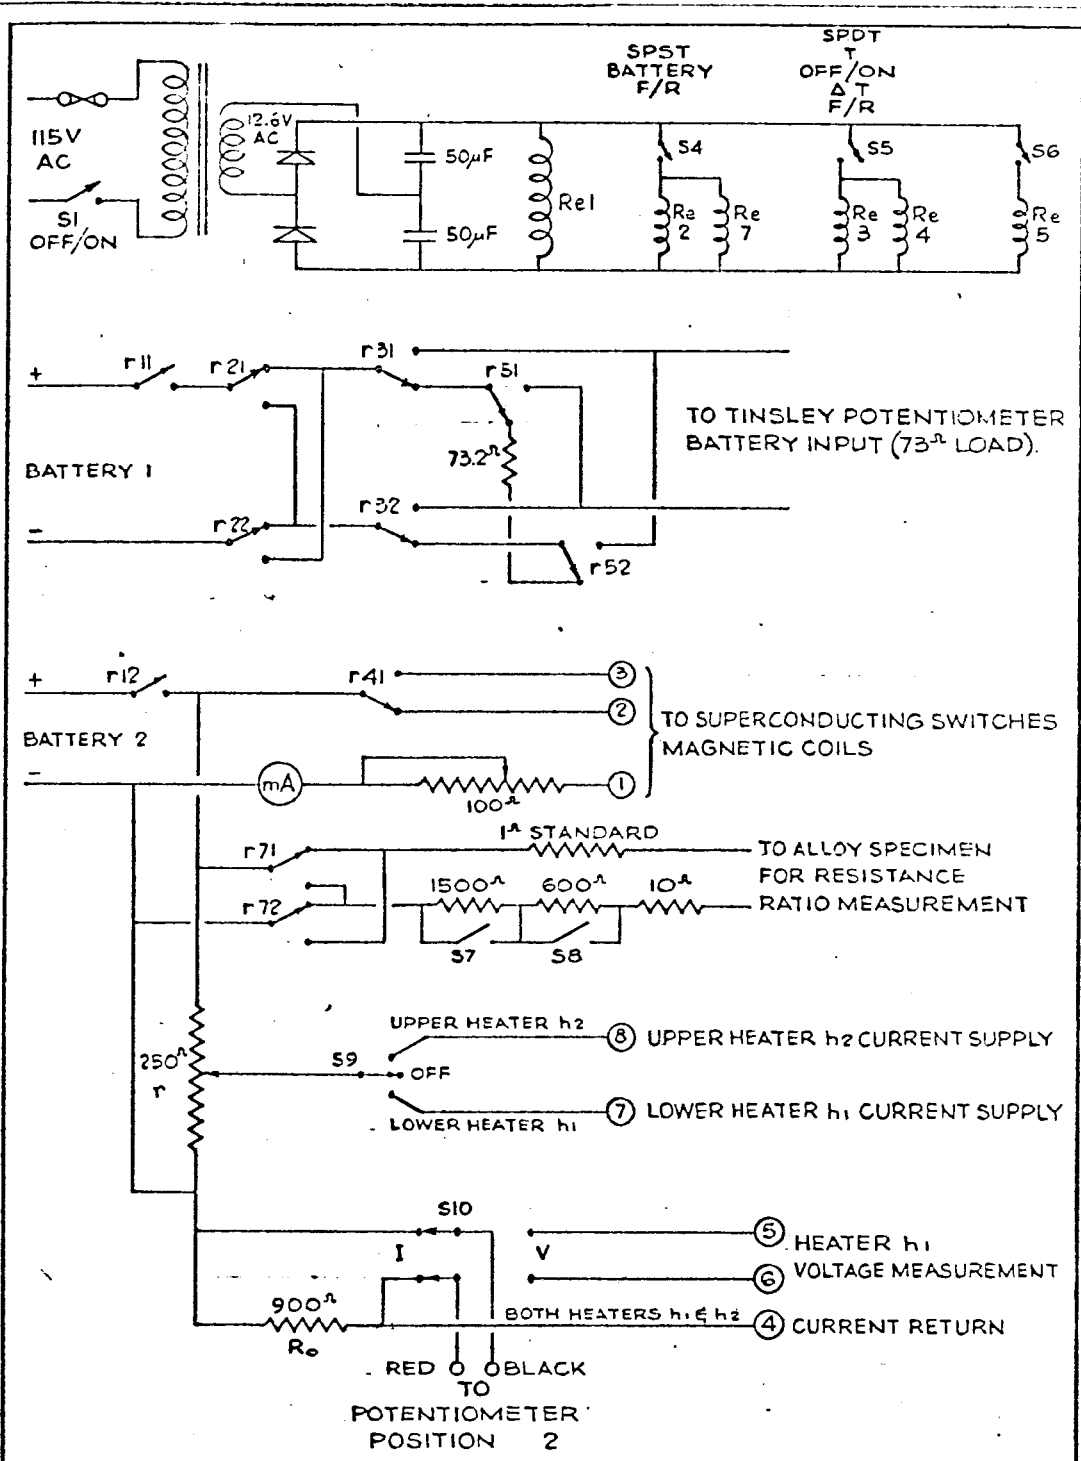 SPST
BATTERY
F/R
SPDT
T
OFF/ON
Δ T
F/R
115V
AC
S1
OFF/ON
12.6V
AC
50μF
50μF
Re1
S4
Re
2
Re
7
S5
Re
3
Re
4
S6
Re
5
+
r11
r21
r31
r51
TO TINSLEY POTENTIOMETER
BATTERY INPUT (73Ω LOAD).
73.2Ω
BATTERY 1
-
r22
r32
r52
+
r12
r41
3
2
BATTERY 2
TO SUPERCONDUCTING SWITCHES
MAGNETIC COILS
-
mA
100Ω
1
1Ω STANDARD
r71
TO ALLOY SPECIMEN
FOR RESISTANCE
RATIO MEASUREMENT
1500Ω
600Ω
10Ω
r72
S7
S8
UPPER HEATER h2
8 UPPER HEATER h2 CURRENT SUPPLY
250Ω
r
S9
OFF
7 LOWER HEATER h1 CURRENT SUPPLY
LOWER HEATER h1
S10
I
V
5
HEATER h1
VOLTAGE MEASUREMENT
6
900Ω
R₀
BOTH HEATERS h1 & h2
4 CURRENT RETURN
RED
BLACK
TO
POTENTIOMETER
POSITION 2